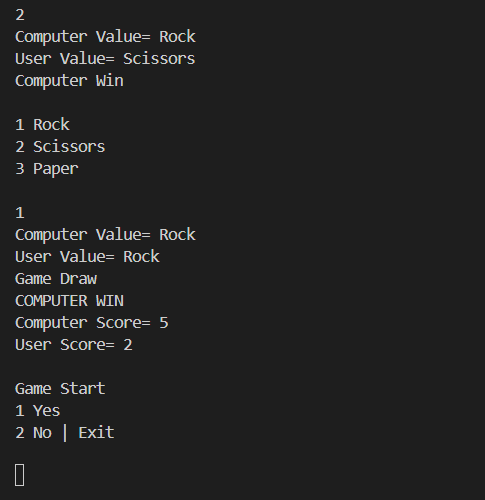 2
Computer Value= Rock
User Value= Scissors
Computer Win
1 Rock
2 Scissors
3 Paper
1
Computer Value= Rock
User Value= Rock
Game Draw
COMPUTER WIN
Computer Score= 5
User Score= 2
Game Start
1 Yes
2 No | Exit